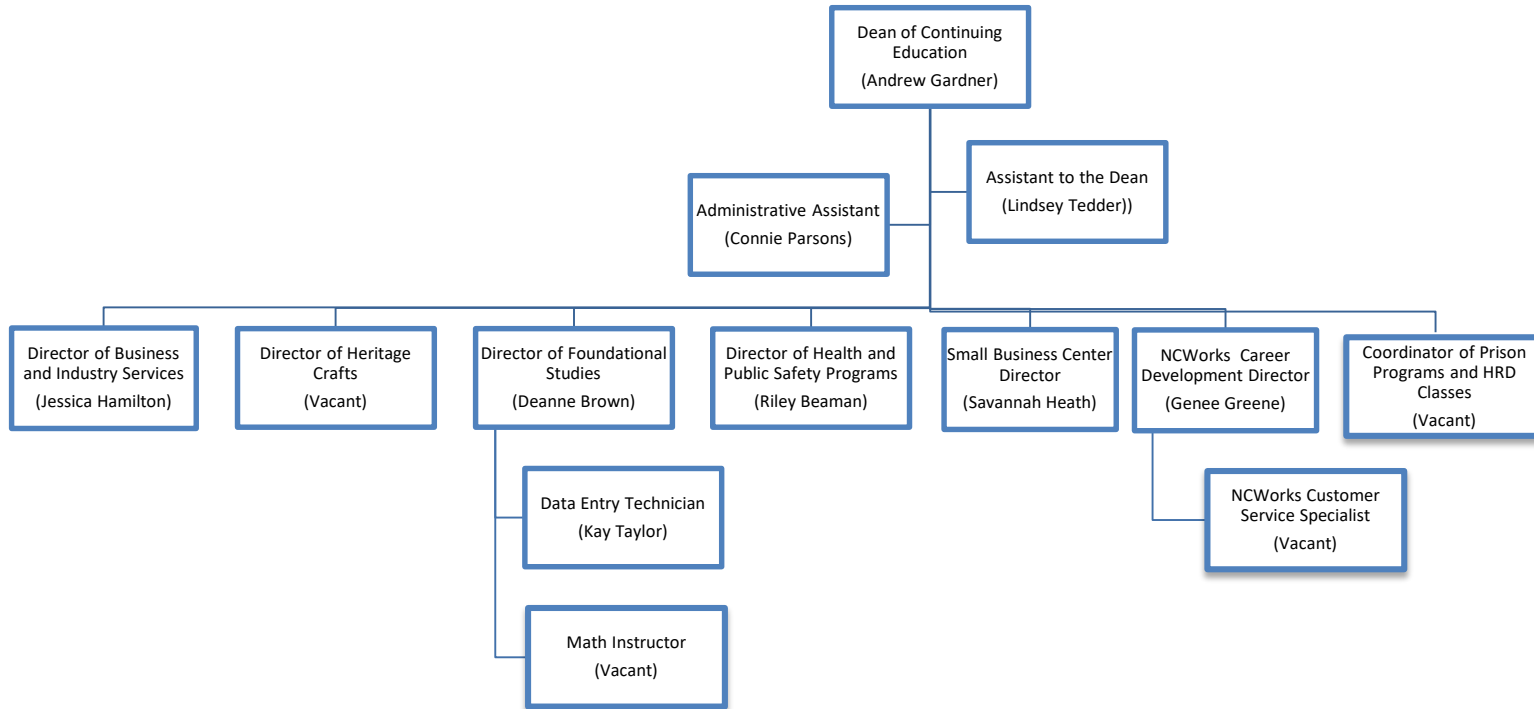 Dean of Continuing
Education
(Andrew Gardner)
Assistant to the Dean
(Lindsey Tedder))
Administrative Assistant
(Connie Parsons)
Director of Business
and Industry Services
(Jessica Hamilton)
Director of Heritage
Crafts
(Vacant)
Director of Foundational
Studies
(Deanne Brown)
Director of Health and
Public Safety Programs
(Riley Beaman)
Small Business Center
Director
(Savannah Heath)
NCWorks Career
Development Director
(Genee Greene)
Coordinator of Prison
Programs and HRD
Classes
(Vacant)
Data Entry Technician
(Kay Taylor)
NCWorks Customer
Service Specialist
(Vacant)
Math Instructor
(Vacant)